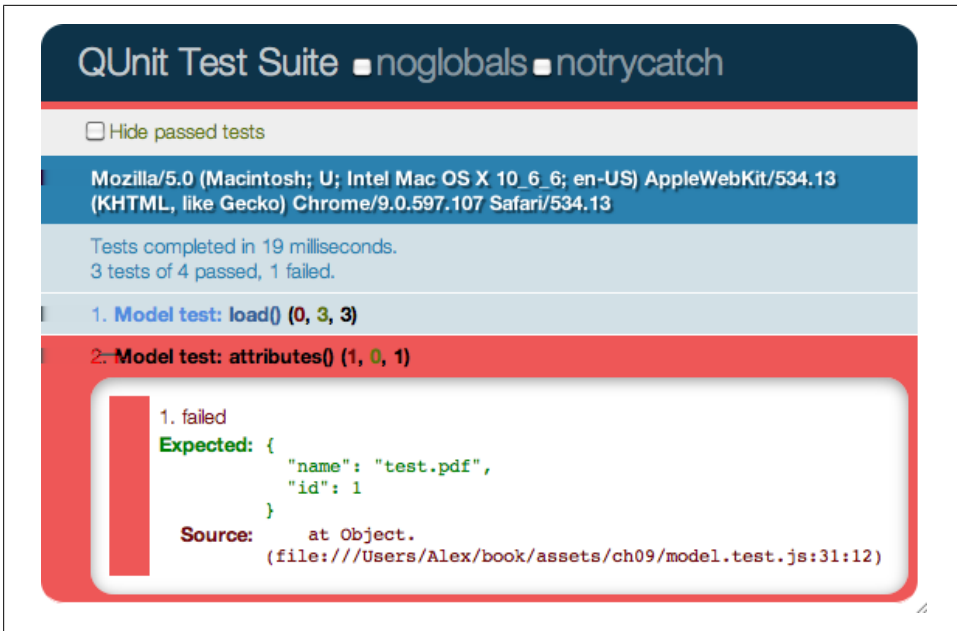 QUnit Test Suite noglobals notrycatch
Hide passed tests
Mozilla/5.0 (Macintosh; U; Intel Mac OS X 10_6_6; en-US) AppleWebKit/534.13
(KHTML, like Gecko) Chrome/9.0.597.107 Safari/534.13
Tests completed in 19 milliseconds.
3 tests of 4 passed, 1 failed.
1. Model test: load() (0, 3, 3)
2. Model test: attributes() (1, 0, 1)
1. failed
Expected: {
"name": "test.pdf",
"id": 1
}
Source: at Object.
(file:///Users/Alex/book/assets/ch09/model.test.js:31:12)